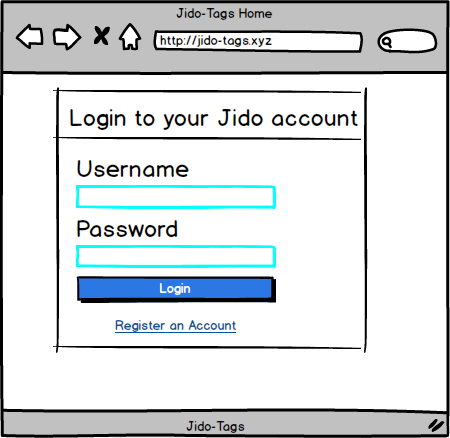 Jido-Tags Home
http://jido-tags.xyz
Login to your Jido account
Username
Password
Login
Register an Account
Jido-Tags